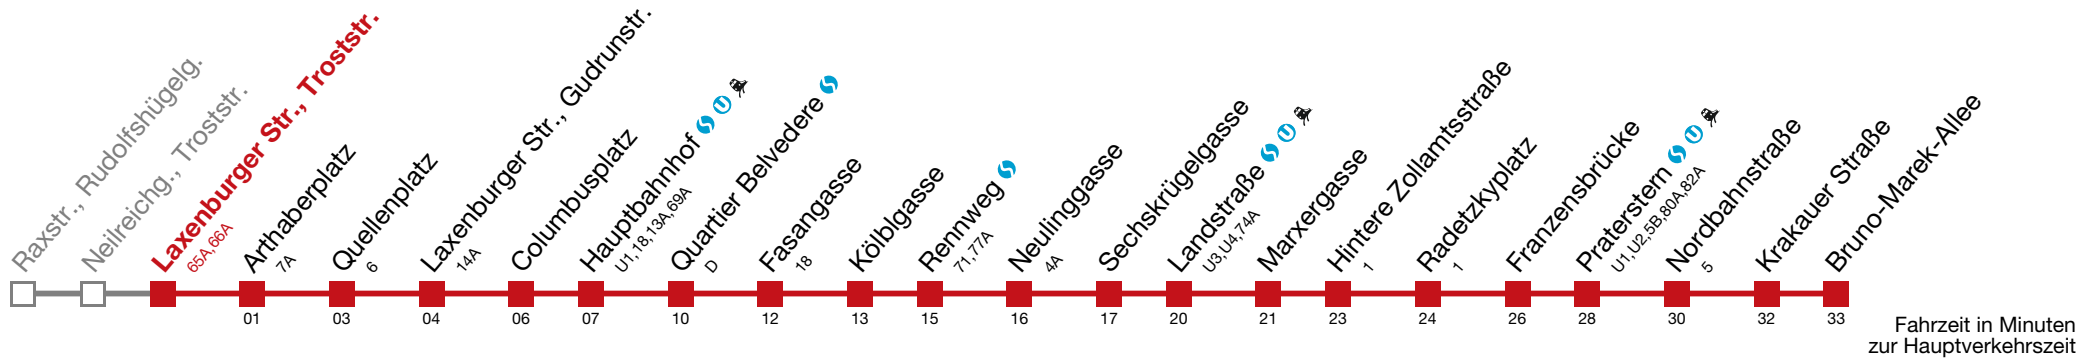 Raxstr., Rudolfshügelg.
Neilreichg., Troststr.
Laxenburger Str., Troststr.
65A,66A
Arthaberplatz
7A
Quellenplatz
6
Laxenburger Str., Gudrunstr.
14A
Columbusplatz
Hauptbahnhof S U
U1,18,13A,69A
Quartier Belvedere S
D
Fasangasse
18
Kölblgasse
Rennweg S
71,77A
Neulinggasse
4A
Sechskrügelgasse
Landstraße S U
U3,U4,74A
Marxergasse
Hintere Zollamtsstraße
1
Radetzkyplatz
1
Franzensbrücke
Praterstern S U
U1,U2,5B,80A,82A
Nordbahnstraße
5
Krakauer Straße
Bruno-Marek-Allee
01 03 04 06 07 10 12 13 15 16 17 20 21 23 24 26 28 30 32 33
Fahrzeit in Minuten
zur Hauptverkehrszeit